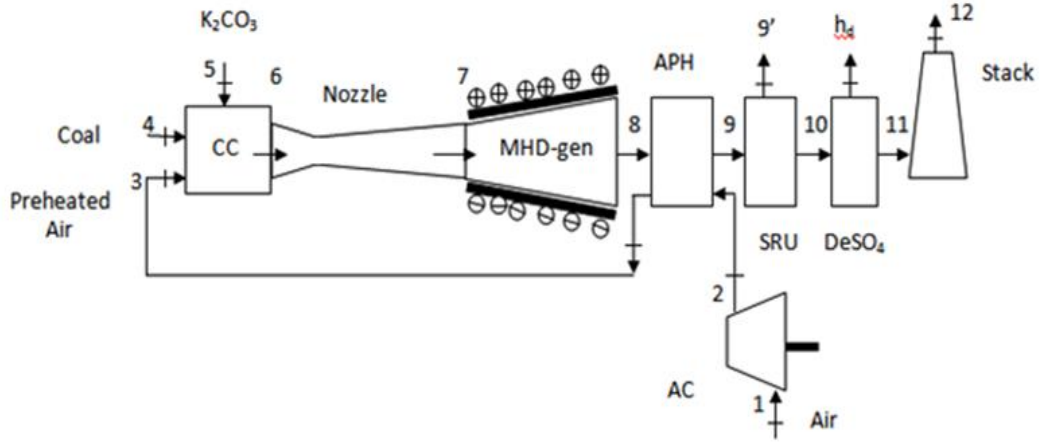 K₂CO₃
12
9'
h_d
5
6
Nozzle
7
APH
Stack
Coal
4
CC
MHD-gen
8
9
10
11
3
Preheated
Air
SRU
DeSO₄
2
AC
1
Air